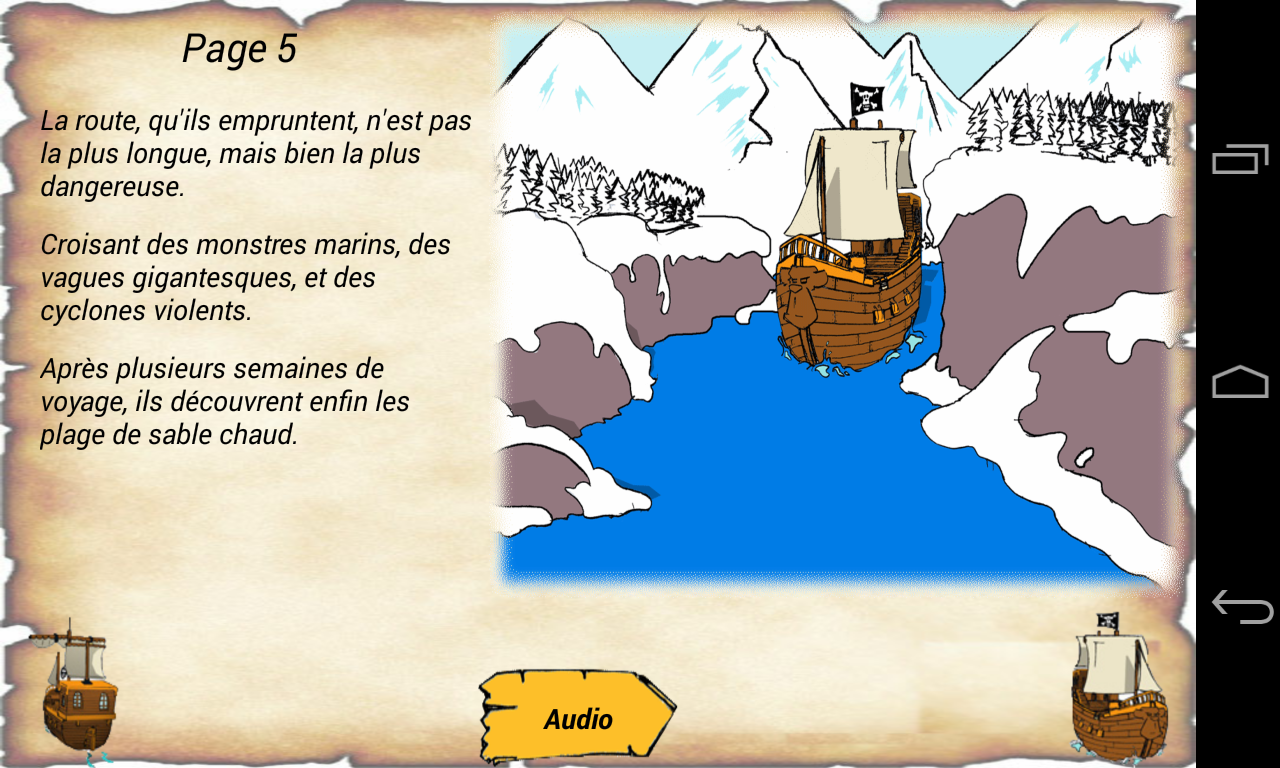 Page 5
La route, qu'ils empruntent, n'est pas
la plus longue, mais bien la plus
dangereuse.
Croisant des monstres marins, des
vagues gigantesques, et des
cyclones violents.
Après plusieurs semaines de
voyage, ils découvrent enfin les
plage de sable chaud.
Audio